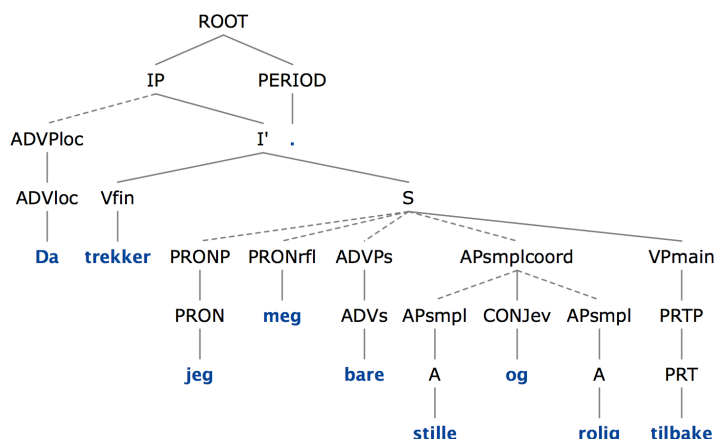 ROOT
IP PERIOD
ADVPloc I' .
ADVloc Vfin S
Da trekker PRONP PRONrfl ADVPs APsmplcoord VPmain
PRON meg ADVs APsmpl CONJev APsmpl PRTP
jeg bare A og A PRT
stille rolig tilbake